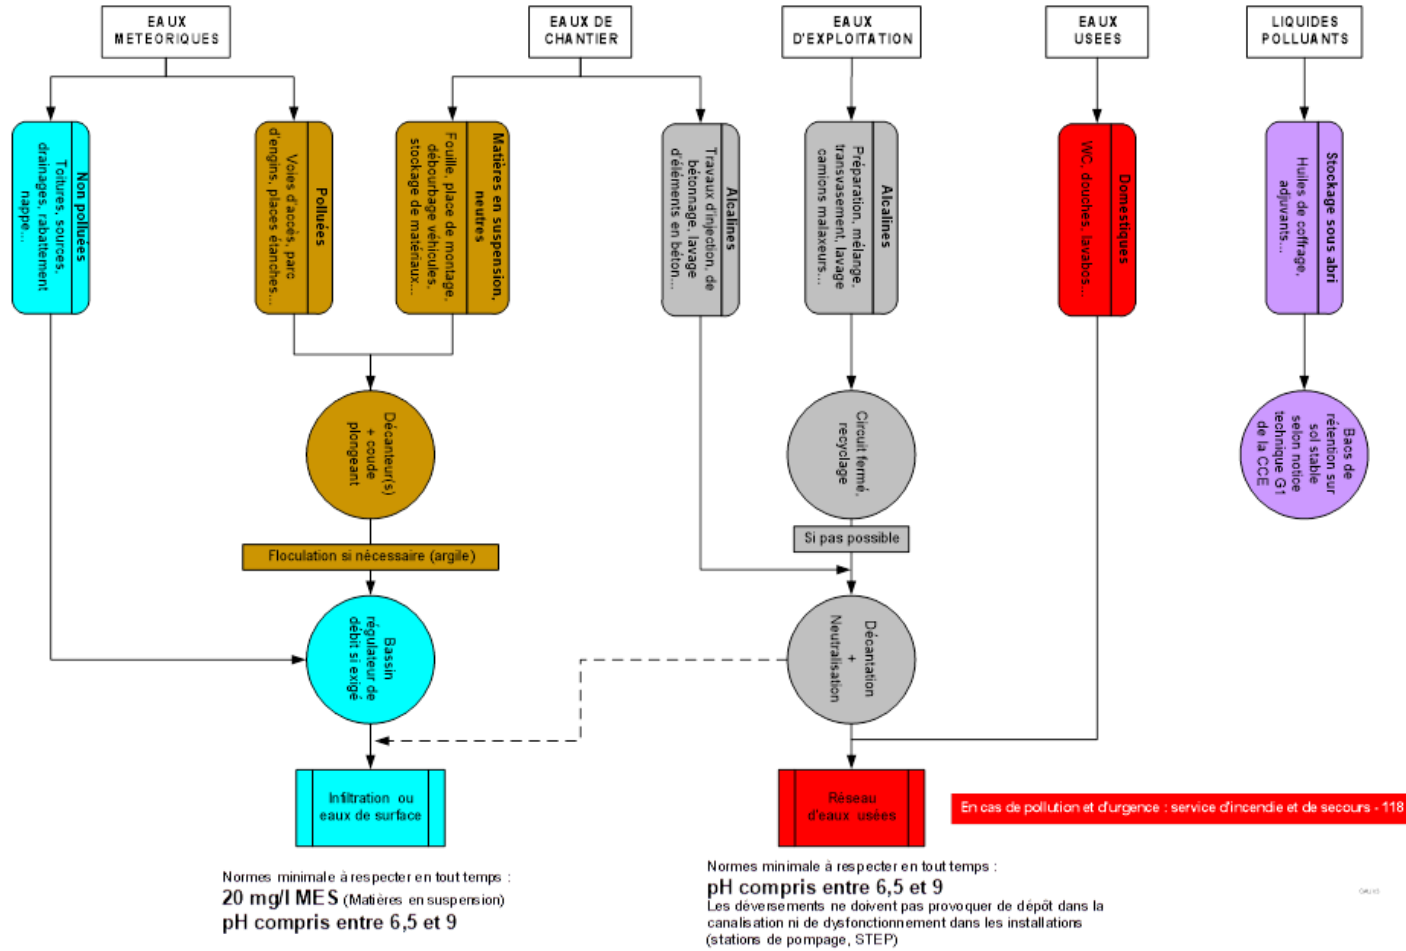 EAUX
METEORIQUES
EAUX DE
CHANTIER
EAUX
D'EXPLOITATION
EAUX
USEES
LIQUIDES
POLLUANTS
Non polluées
Toitures, sources,
drainages, rabattement
nappe...
Polluées
Voies d'accès, parc
d'engins, places étanches...
Matières en suspension,
neutres
Fouille, place de montage,
débourbage véhicules,
stockage de matériaux...
Alcalines
Travaux d'injection, de
bétonnage, lavage
d'éléments en béton...
Alcalines
Préparation, mélange,
transvasement, lavage
camions malaxeurs...
Domestiques
WC, douches, lavabos...
Stockage sous abri
Huiles de coffrage,
adjuvants...
Décanteur(s)
+ coude
plongeant
Circuit fermé,
recyclage
Bacs de
rétention sur
sol stable
selon notice
technique G1
de la CCE
Floculation si nécessaire (argile)
Si pas possible
Bassin
régulateur de
débit si exigé
Décantation
+
Neutralisation
Infiltration ou
eaux de surface
Réseau
d'eaux usées
En cas de pollution et d'urgence : service d'incendie et de secours - 118
Normes minimale à respecter en tout temps :
20 mg/l MES (Matières en suspension)
pH compris entre 6,5 et 9
Normes minimale à respecter en tout temps :
pH compris entre 6,5 et 9
Les déversements ne doivent pas provoquer de dépôt dans la
canalisation ni de dysfonctionnement dans les installations
(stations de pompage, STEP)